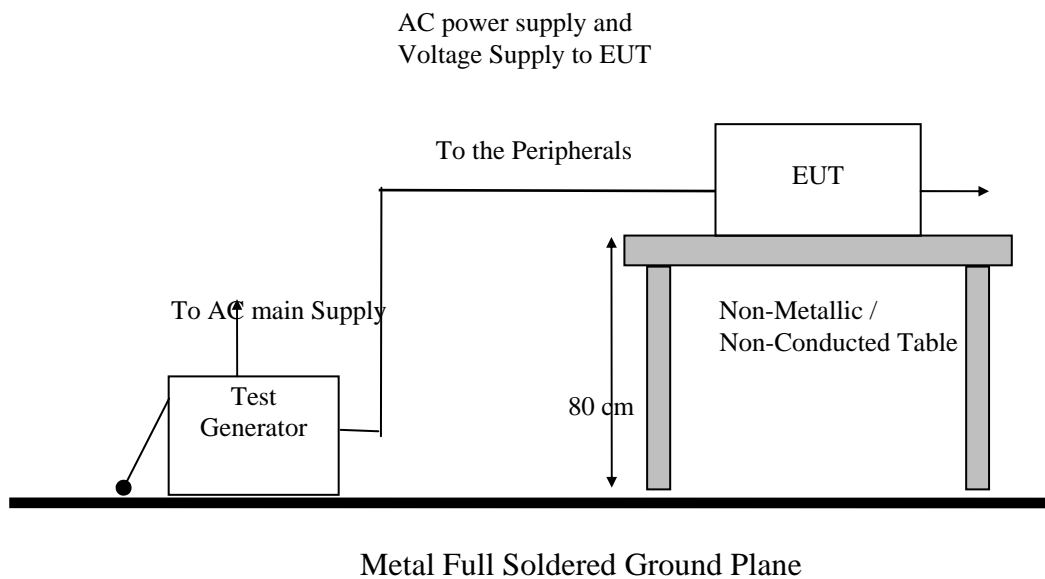 AC power supply and
Voltage Supply to EUT
To the Peripherals
EUT
To AC main Supply
Non-Metallic /
Non-Conducted Table
Test
Generator
80 cm
Metal Full Soldered Ground Plane